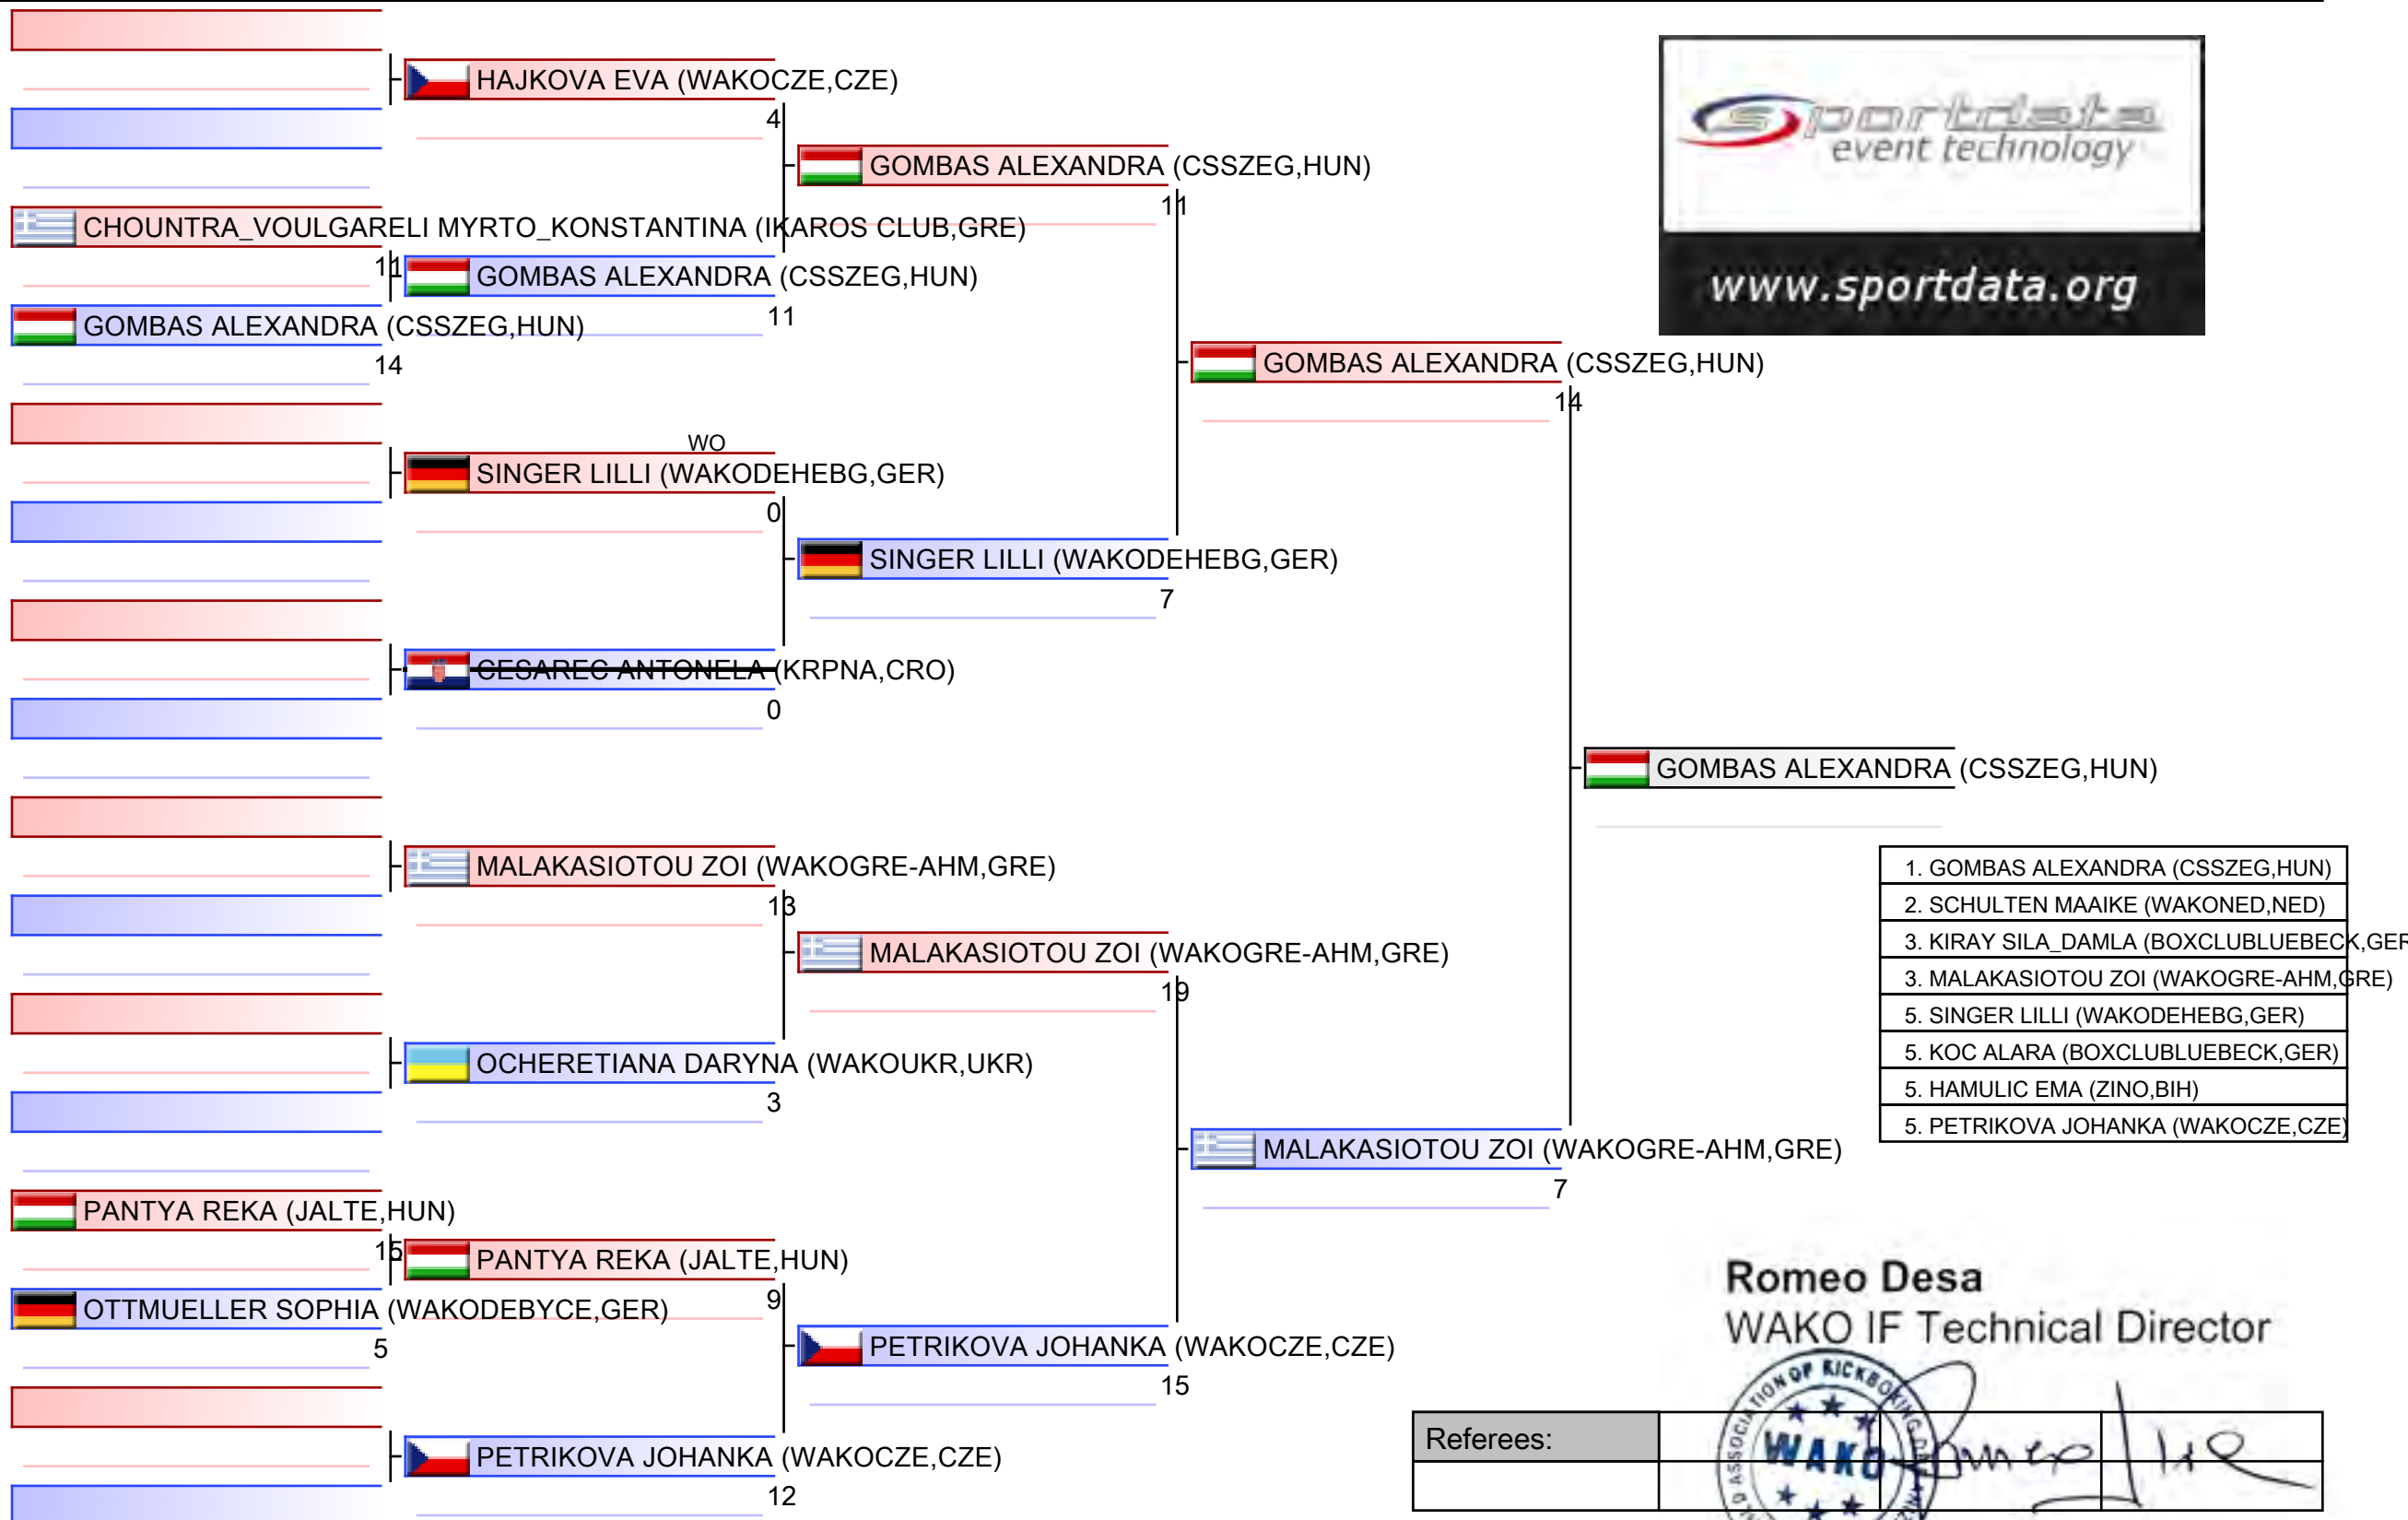 HAJKOVA EVA (WAKOCZE,CZE)
4
GOMBAS ALEXANDRA (CSSZEG,HUN)
11
CHOUNTRA_VOULGARELI MYRTO_KONSTANTINA (IKAROS CLUB,GRE)
11
GOMBAS ALEXANDRA (CSSZEG,HUN)
11
GOMBAS ALEXANDRA (CSSZEG,HUN)
14
GOMBAS ALEXANDRA (CSSZEG,HUN)
14
WO
SINGER LILLI (WAKODEHEBG,GER)
0
SINGER LILLI (WAKODEHEBG,GER)
7
CESAREC ANTONELA (KRPNA,CRO)
0
GOMBAS ALEXANDRA (CSSZEG,HUN)
MALAKASIOTOU ZOI (WAKOGRE-AHM,GRE)
13
MALAKASIOTOU ZOI (WAKOGRE-AHM,GRE)
19
OCHERETIANA DARYNA (WAKOUKR,UKR)
3
MALAKASIOTOU ZOI (WAKOGRE-AHM,GRE)
7
PANTYA REKA (JALTE,HUN)
15
PANTYA REKA (JALTE,HUN)
9
OTTMUELLER SOPHIA (WAKODEBYCE,GER)
5
PETRIKOVA JOHANKA (WAKOCZE,CZE)
15
PETRIKOVA JOHANKA (WAKOCZE,CZE)
12
sportdata
event technology
www.sportdata.org
1. GOMBAS ALEXANDRA (CSSZEG,HUN)
2. SCHULTEN MAAIKE (WAKONED,NED)
3. KIRAY SILA_DAMLA (BOXCLUBLUEBECK,GER
3. MALAKASIOTOU ZOI (WAKOGRE-AHM,GRE)
5. SINGER LILLI (WAKODEHEBG,GER)
5. KOC ALARA (BOXCLUBLUEBECK,GER)
5. HAMULIC EMA (ZINO,BIH)
5. PETRIKOVA JOHANKA (WAKOCZE,CZE)
Romeo Desa
WAKO IF Technical Director
ASSOCIATION OF KICKBOXING
WAKO
Referees: